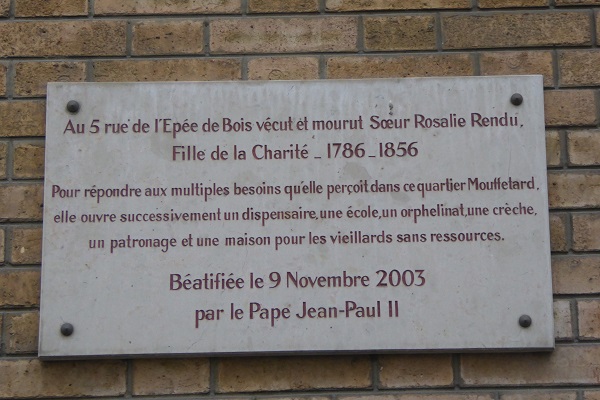 Au 5 rue de l'Epée de Bois vécut et mourut Sœur Rosalie Rendu,
Fille de la Charité - 1786 - 1856
Pour répondre aux multiples besoins qu'elle perçoit dans ce quartier Mouffetard,
elle ouvre successivement un dispensaire, une école, un orphelinat, une crèche,
un patronage et une maison pour les vieillards sans ressources.
Béatifiée le 9 Novembre 2003
par le Pape Jean-Paul II